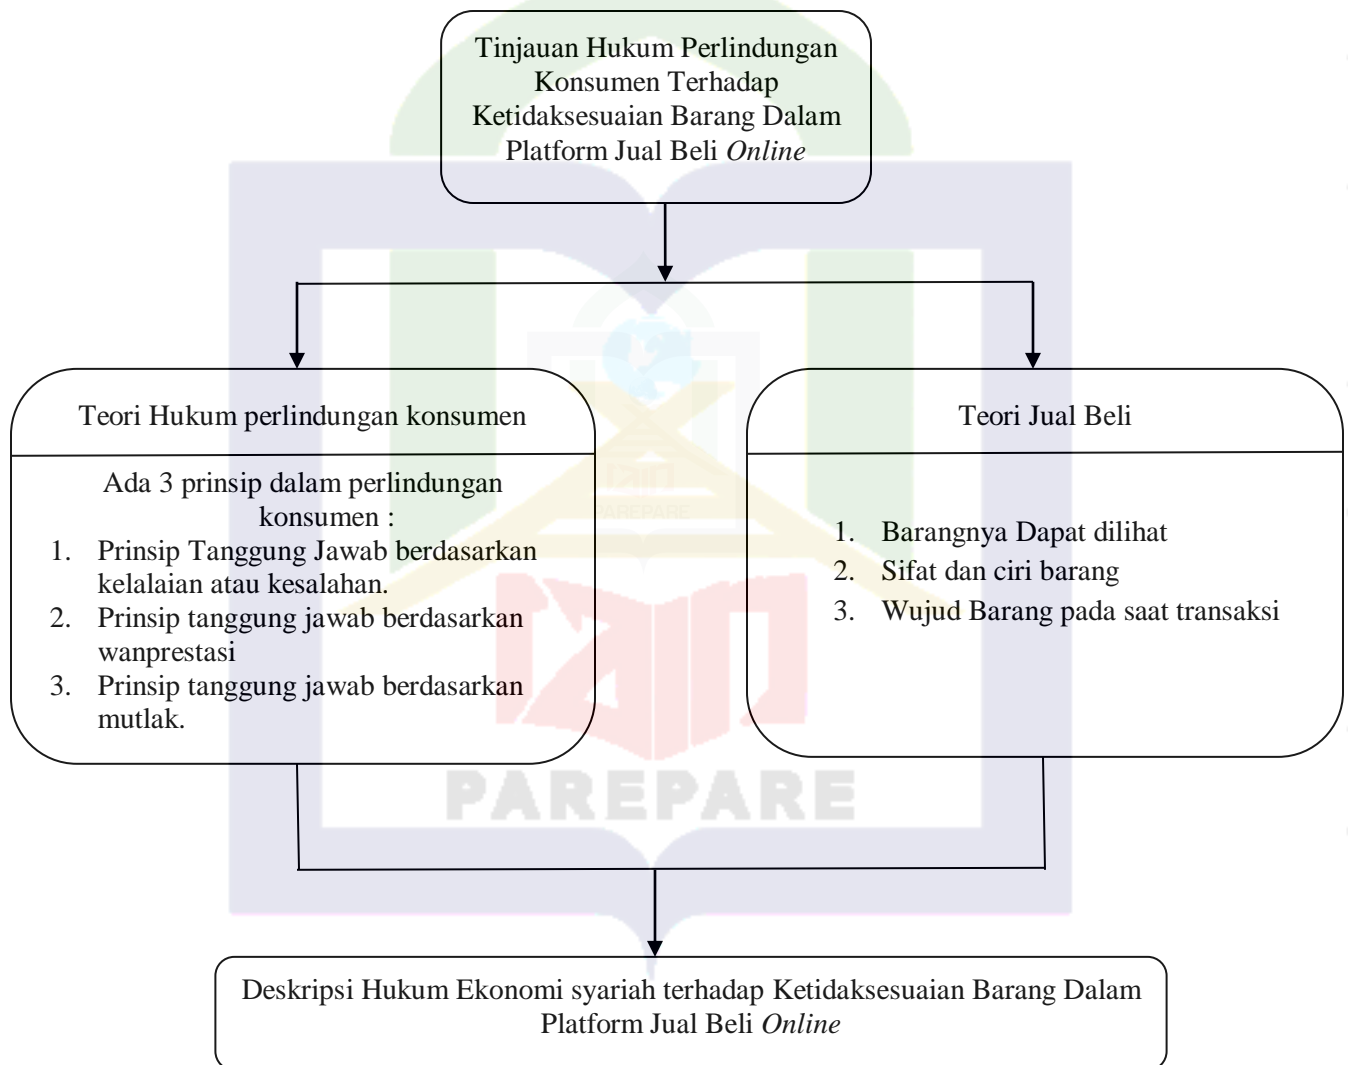 Tinjauan Hukum Perlindungan
Konsumen Terhadap
Ketidaksesuaian Barang Dalam
Platform Jual Beli Online
Teori Hukum perlindungan konsumen
Ada 3 prinsip dalam perlindungan
konsumen :
1. Prinsip Tanggung Jawab berdasarkan
kelalaian atau kesalahan.
2. Prinsip tanggung jawab berdasarkan
wanprestasi
3. Prinsip tanggung jawab berdasarkan
mutlak.
Teori Jual Beli
1. Barangnya Dapat dilihat
2. Sifat dan ciri barang
3. Wujud Barang pada saat transaksi
PAREPARE
PAREPARE
Deskripsi Hukum Ekonomi syariah terhadap Ketidaksesuaian Barang Dalam
Platform Jual Beli Online